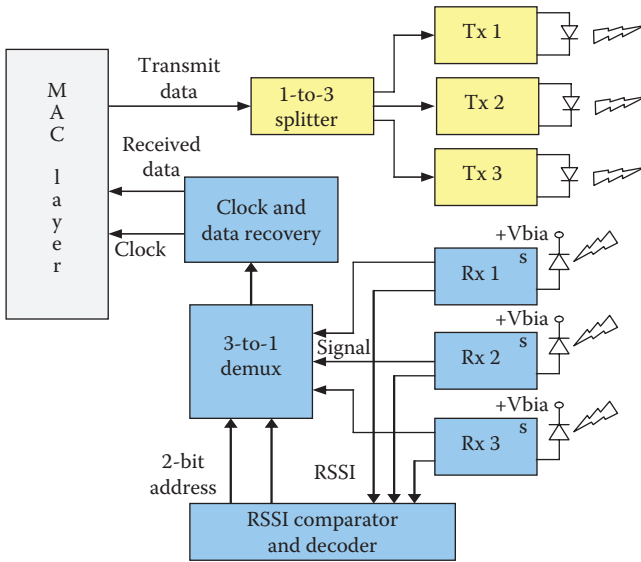 MAC layer
Transmit
data
1-to-3
splitter
Tx 1
Tx 2
Tx 3
Received
data
Clock
Clock and
data recovery
3-to-1
demux
Signal
+Vbia
s
Rx 1
+Vbia
s
Rx 2
+Vbia
s
Rx 3
2-bit
address
RSSI
RSSI comparator
and decoder